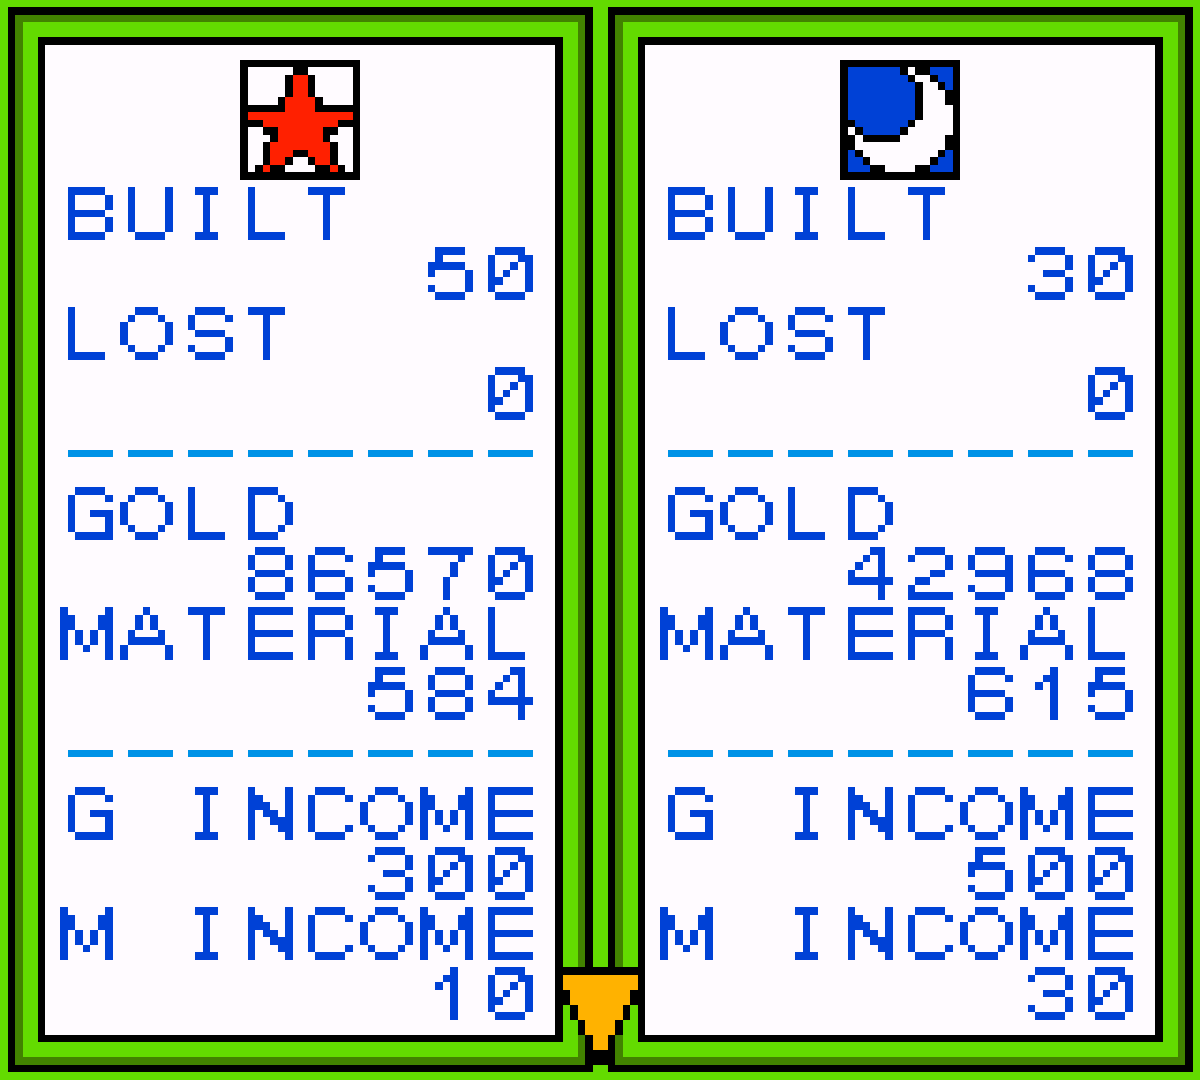 BUILT
50
LOST
0
GOLD
86570
MATERIAL
584
G INCOME
300
M INCOME
10
BUILT
30
LOST
0
GOLD
42968
MATERIAL
615
G INCOME
500
M INCOME
30